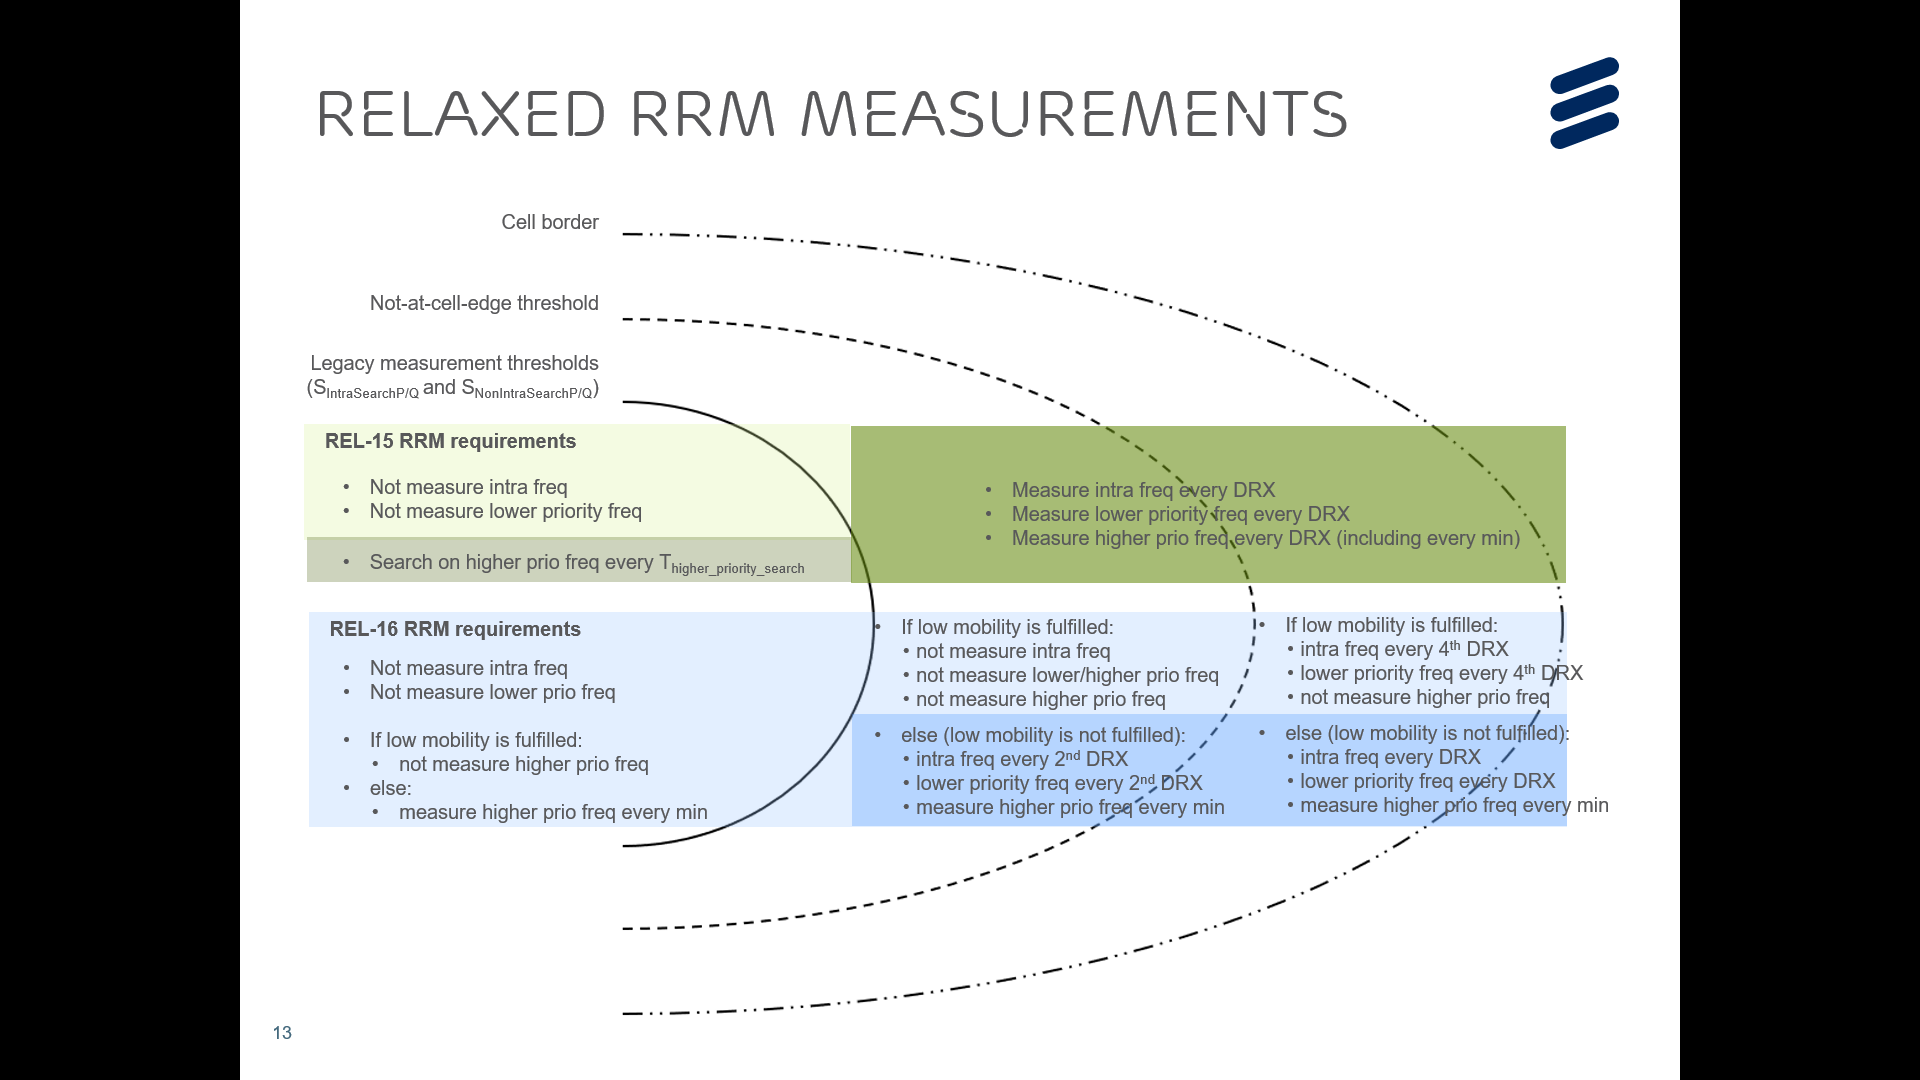 RELAXED RRM MEASUREMENTS
Cell border
Not-at-cell-edge threshold
Legacy measurement thresholds
(SIntraSearchP/Q and SNonIntraSearchP/Q)
REL-15 RRM requirements
• Not measure intra freq
• Not measure lower priority freq
• Search on higher prio freq every Thigher_priority_search
• Measure intra freq every DRX
• Measure lower priority freq every DRX
• Measure higher prio freq every DRX (including every min)
REL-16 RRM requirements
• Not measure intra freq
• Not measure lower prio freq
• If low mobility is fulfilled:
• not measure higher prio freq
• else:
• measure higher prio freq every min
• If low mobility is fulfilled:
• not measure intra freq
• not measure lower/higher prio freq
• not measure higher prio freq
• else (low mobility is not fulfilled):
• intra freq every 2nd DRX
• lower priority freq every 2nd DRX
• measure higher prio freq every min
• If low mobility is fulfilled:
• intra freq every 4th DRX
• lower priority freq every 4th DRX
• not measure higher prio freq
• else (low mobility is not fulfilled):
• intra freq every DRX
• lower priority freq every DRX
• measure higher prio freq every min
13